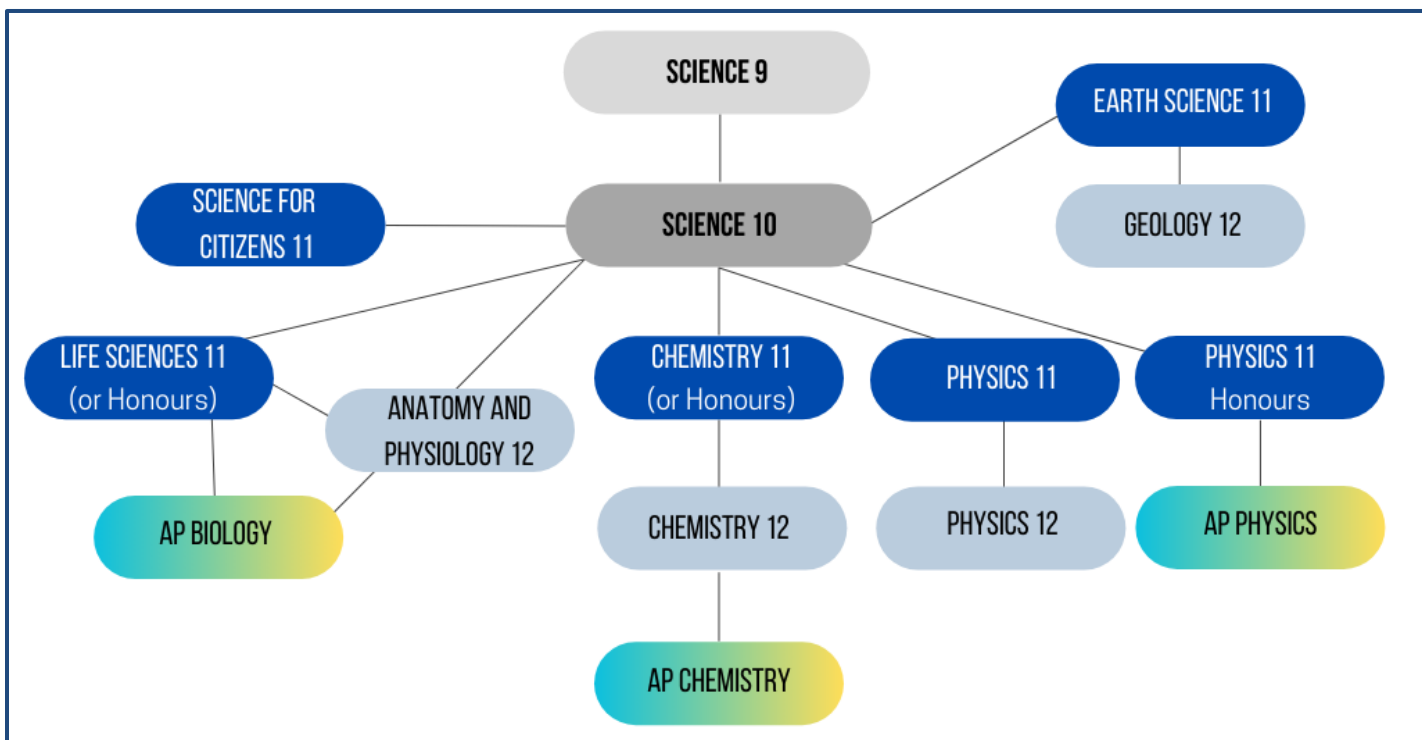 SCIENCE 9
EARTH SCIENCE 11
SCIENCE FOR
CITIZENS 11
SCIENCE 10
GEOLOGY 12
LIFE SCIENCES 11
(or Honours)
ANATOMY AND
PHYSIOLOGY 12
CHEMISTRY 11
(or Honours)
PHYSICS 11
PHYSICS 11
Honours
AP BIOLOGY
CHEMISTRY 12
PHYSICS 12
AP PHYSICS
AP CHEMISTRY